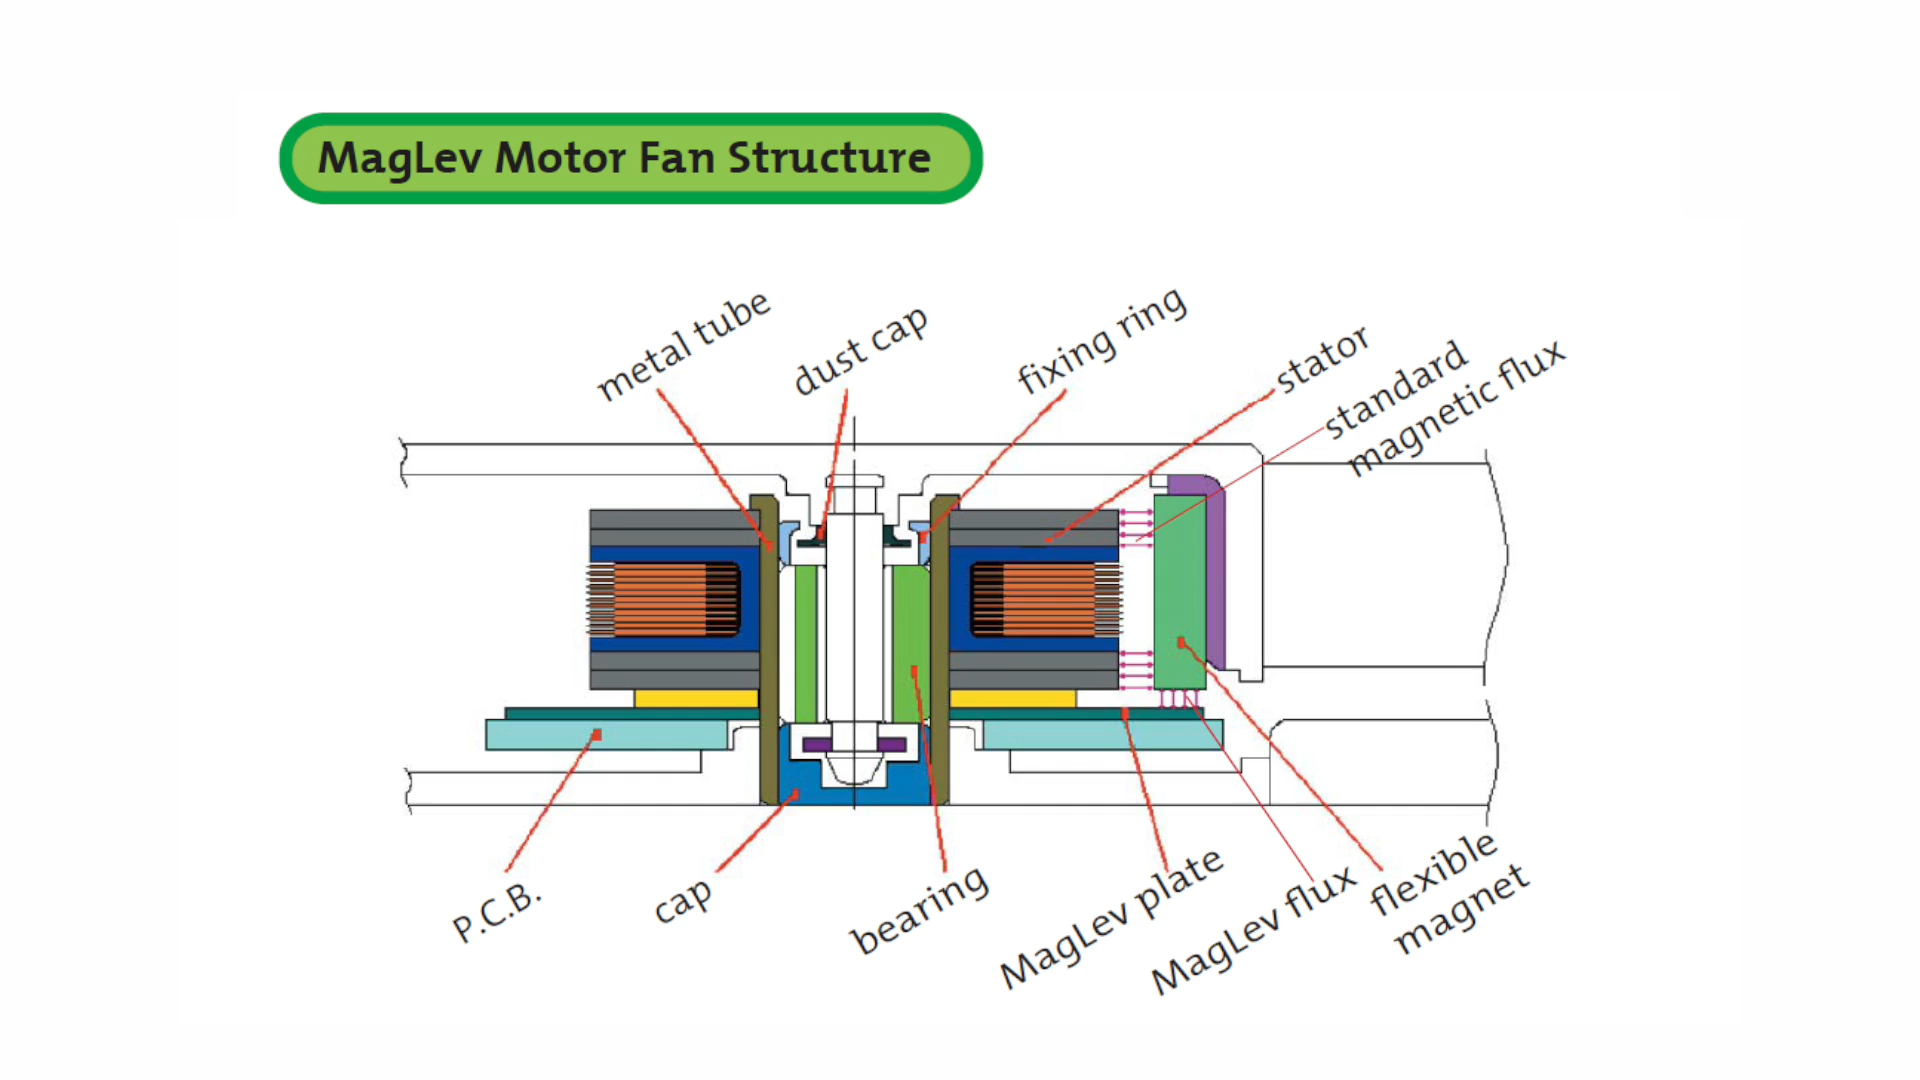 MagLev Motor Fan Structure
metal tube
dust cap
fixing ring
stator
standard
magnetic flux
P.C.B.
cap
bearing
MagLev plate
MagLev flux
flexible
magnet